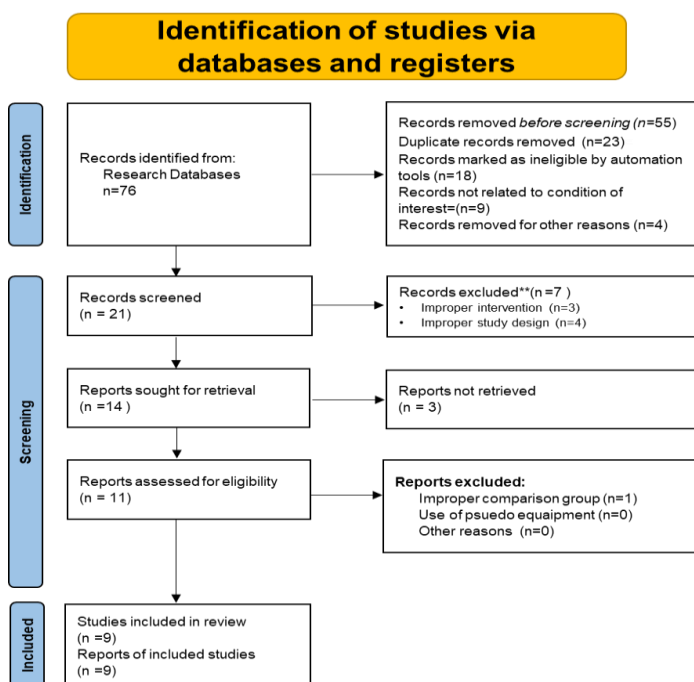 Identification of studies via
databases and registers
Identification
Records identified from:
Research Databases
n=76
Records removed before screening (n=55)
Duplicate records removed (n=23)
Records marked as ineligible by automation
tools (n=18)
Records not related to condition of
interest=(n=9)
Records removed for other reasons (n=4)
Screening
Records screened
(n = 21)
Records excluded**(n=7 )
• Improper intervention (n=3)
• Improper study design (n=4)
Reports sought for retrieval
(n =14 )
Reports not retrieved
(n = 3)
Reports assessed for eligibility
(n = 11)
Reports excluded:
Improper comparison group (n=1)
Use of psuedo equaipment (n=0)
Other reasons (n=0)
Included
Studies included in review
(n =9)
Reports of included studies
(n =9)